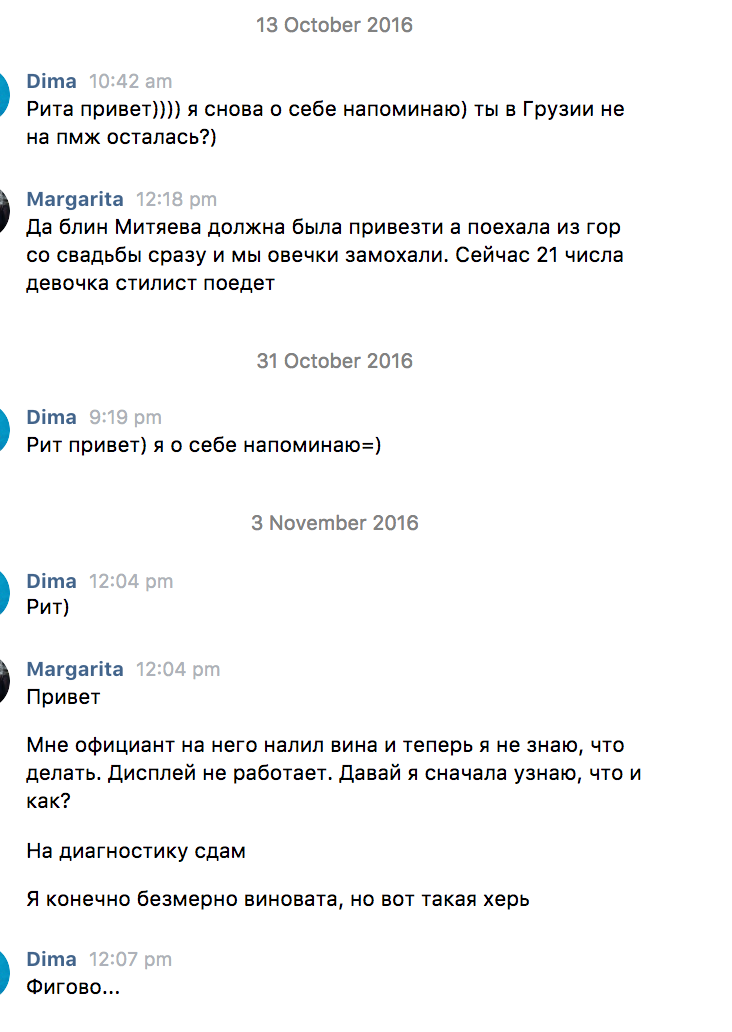 13 October 2016
Dima 10:42 am
Рита привет)))) я снова о себе напоминаю) ты в Грузии не
на пмж осталась?)
Margarita 12:18 pm
Да блин Митяева должна была привезти а поехала из гор
со свадьбы сразу и мы овечки замохали. Сейчас 21 числа
девочка стилист поедет
31 October 2016
Dima 9:19 pm
Рит привет) я о себе напоминаю=)
3 November 2016
Dima 12:04 pm
Рит)
Margarita 12:04 pm
Привет
Мне официант на него налил вина и теперь я не знаю, что
делать. Дисплей не работает. Давай я сначала узнаю, что и
как?
На диагностику сдам
Я конечно безмерно виновата, но вот такая херь
Dima 12:07 pm
Фигово...